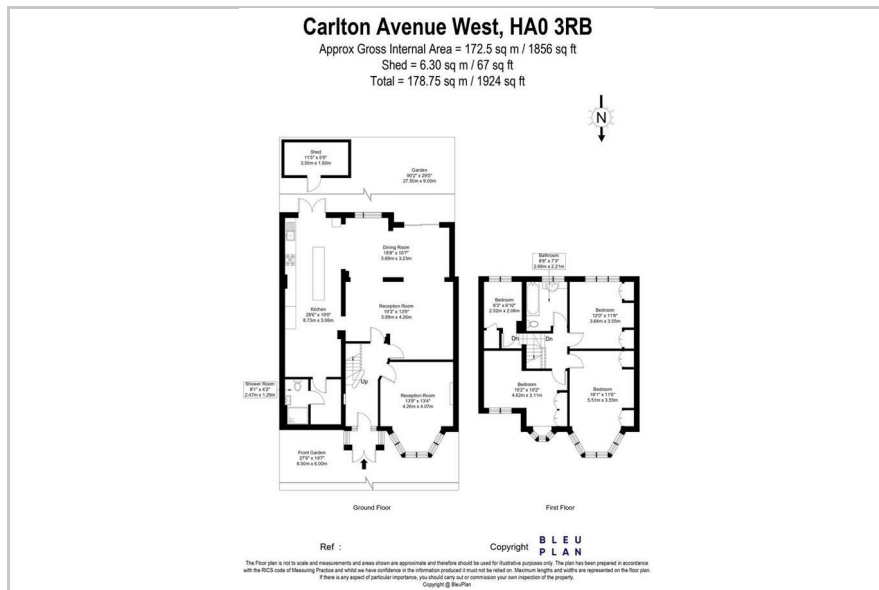 Carlton Avenue West, HA0 3RB
Approx Gross Internal Area = 172.5 sq m / 1856 sq ft
Shed = 6.30 sq m / 67 sq ft
Total = 178.75 sq m / 1924 sq ft
N
Shed
11'5" x 5'9"
3.50m x 1.80m
Garden
90'2" x 29'5"
27.50m x 9.00m
Dining Room
18'8" x 10'7"
5.69m x 3.23m
Kitchen
28'6" x 10'0"
8.73m x 3.06m
Reception Room
19'3" x 13'9"
5.89m x 4.20m
Shower Room
8'1" x 4'2"
2.47m x 1.29m
Up
Reception Room
13'9" x 13'4"
4.26m x 4.07m
Front Garden
27'9" x 19'7"
8.50m x 6.00m
Ground Floor
Bathroom
8'8" x 7'3"
2.69m x 2.21m
Bedroom
8'3" x 6'10"
2.52m x 2.08m
Bedroom
12'0" x 11'8"
3.64m x 3.55m
Dn
Dn
Bedroom
15'2" x 10'2"
4.62m x 3.11m
Bedroom
18'1" x 11'8"
5.51m x 3.55m
First Floor
Ref :
Copyright
BLEU
PLAN
The Floor plan is not to scale and measurements and areas shown are approximate and therefore should be used for illustrative purposes only. The plan has been prepared in accordance
with the RICS code of Measuring Practice and whilst we have confidence in the information produced it must not be relied on. Maximum lengths and widths are represented on the floor plan.
If there is any aspect of particular importance, you should carry out or commission your own inspection of the property.
Copyright @ BleuPlan